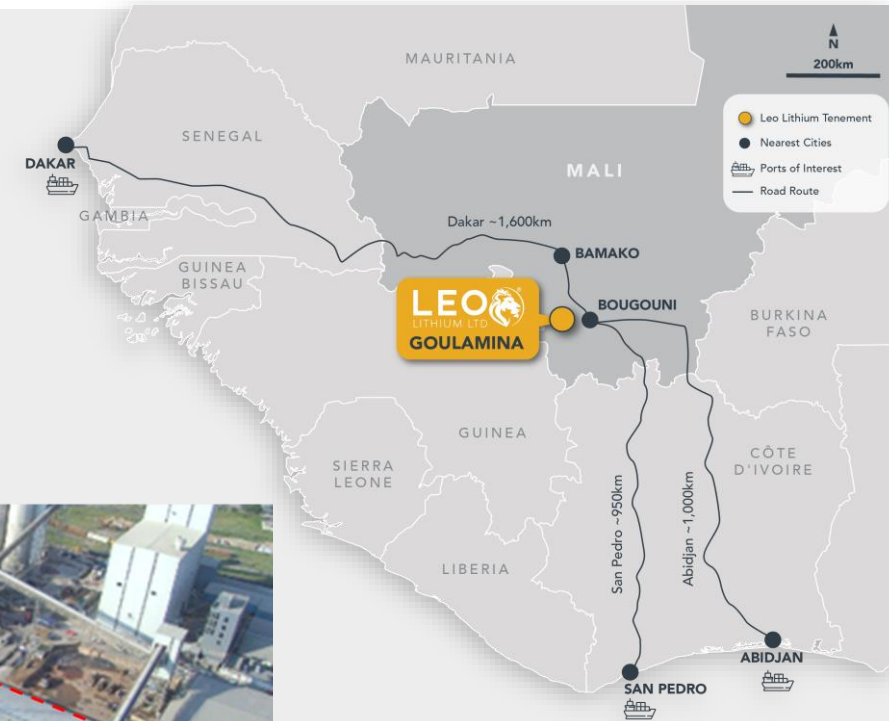 MAURITANIA
N
200km
Leo Lithium Tenement
Nearest Cities
Ports of Interest
Road Route
SENEGAL
DAKAR
MALI
GAMBIA
Dakar ~1,600km
BAMAKO
GUINEA
BISSAU
LEO
LITHIUM LTD
GOULAMINA
BOUGOUNI
BURKINA
FASO
GUINEA
SIERRA
LEONE
CÔTE
D'IVOIRE
San Pedro ~950km
Abidjan ~1,000km
LIBERIA
ABIDJAN
SAN PEDRO